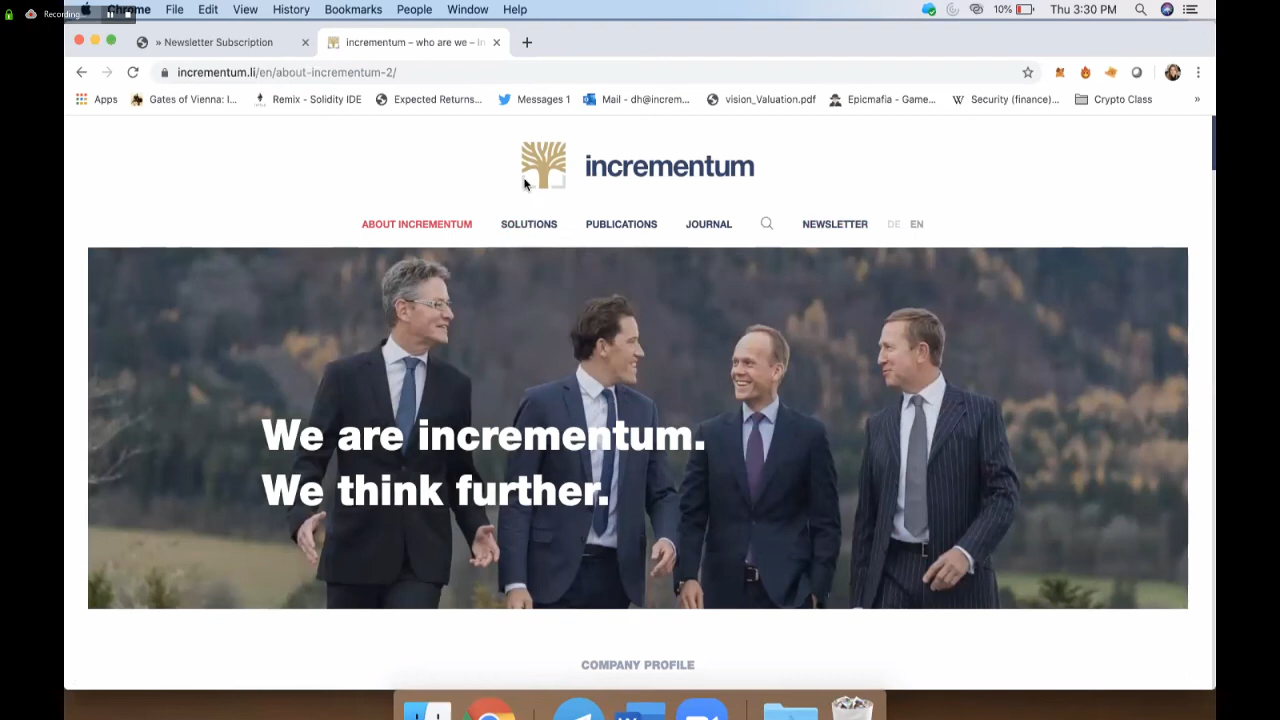 Recording
Chrome File Edit View History Bookmarks People Window Help 10% Thu 3:30 PM
» Newsletter Subscription
incrementum – who are we – In
incrementum.li/en/about-incrementum-2/
Apps Gates of Vienna: I... Remix - Solidity IDE Expected Returns... Messages 1 Mail - dh@increm... vision_Valuation.pdf Epicmafia - Game... Security (finance)... Crypto Class »
incrementum
ABOUT INCREMENTUM SOLUTIONS PUBLICATIONS JOURNAL NEWSLETTER DE EN
We are incrementum.
We think further.
COMPANY PROFILE